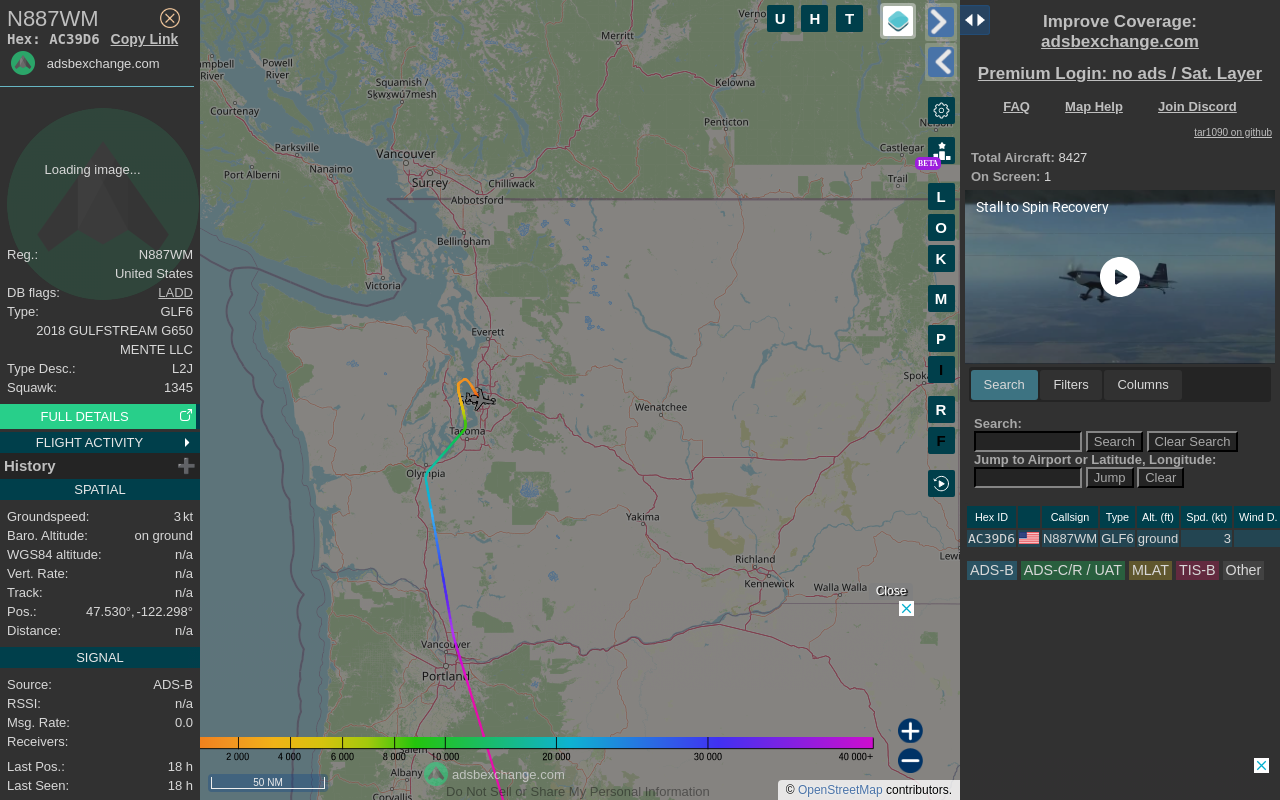 N887WM
Hex: AC39D6 Copy Link
adsbexchange.com
Loading image...
Reg.: N887WM
United States
DB flags: LADD
Type: GLF6
2018 GULFSTREAM G650
MENTE LLC
Type Desc.: L2J
Squawk: 1345
FULL DETAILS
FLIGHT ACTIVITY
History
SPATIAL
Groundspeed: 3 kt
Baro. Altitude: on ground
WGS84 altitude: n/a
Vert. Rate: n/a
Track: n/a
Pos.: 47.530°, -122.298°
Distance: n/a
SIGNAL
Source: ADS-B
RSSI: n/a
Msg. Rate: 0.0
Receivers:
Last Pos.: 18 h
Last Seen: 18 h
U H T
Merritt
Powell
River
River
Squamish /
Sḵwx̱wú7mesh
Kelowna
Courtenay
Penticton
Parksville
Vancouver
Castlegar
BETA
Nanaimo
Port Alberni
Surrey
Chilliwack
Trail
Abbotsford
L
O
Bellingham
K
Victoria
M
Everett
P
I
Wenatchee
R
Tacoma
F
Olympia
Yakima
Richland
Kennewick
Walla Walla
Close
Vancouver
Portland
2 000 4 000 6 000 8 000 10 000 20 000 30 000 40 000+
Albany
Corvallis
50 NM
adsbexchange.com
Do Not Sell or Share My Personal Information
© OpenStreetMap contributors.
Improve Coverage:
adsbexchange.com
Premium Login: no ads / Sat. Layer
FAQ Map Help Join Discord
tar1090 on github
Total Aircraft: 8427
On Screen: 1
Stall to Spin Recovery
Search Filters Columns
Search:
Search Clear Search
Jump to Airport or Latitude, Longitude:
Jump Clear
Hex ID Callsign Type Alt. (ft) Spd. (kt) Wind D.
AC39D6 N887WM GLF6 ground 3
ADS-B ADS-C/R / UAT MLAT TIS-B Other